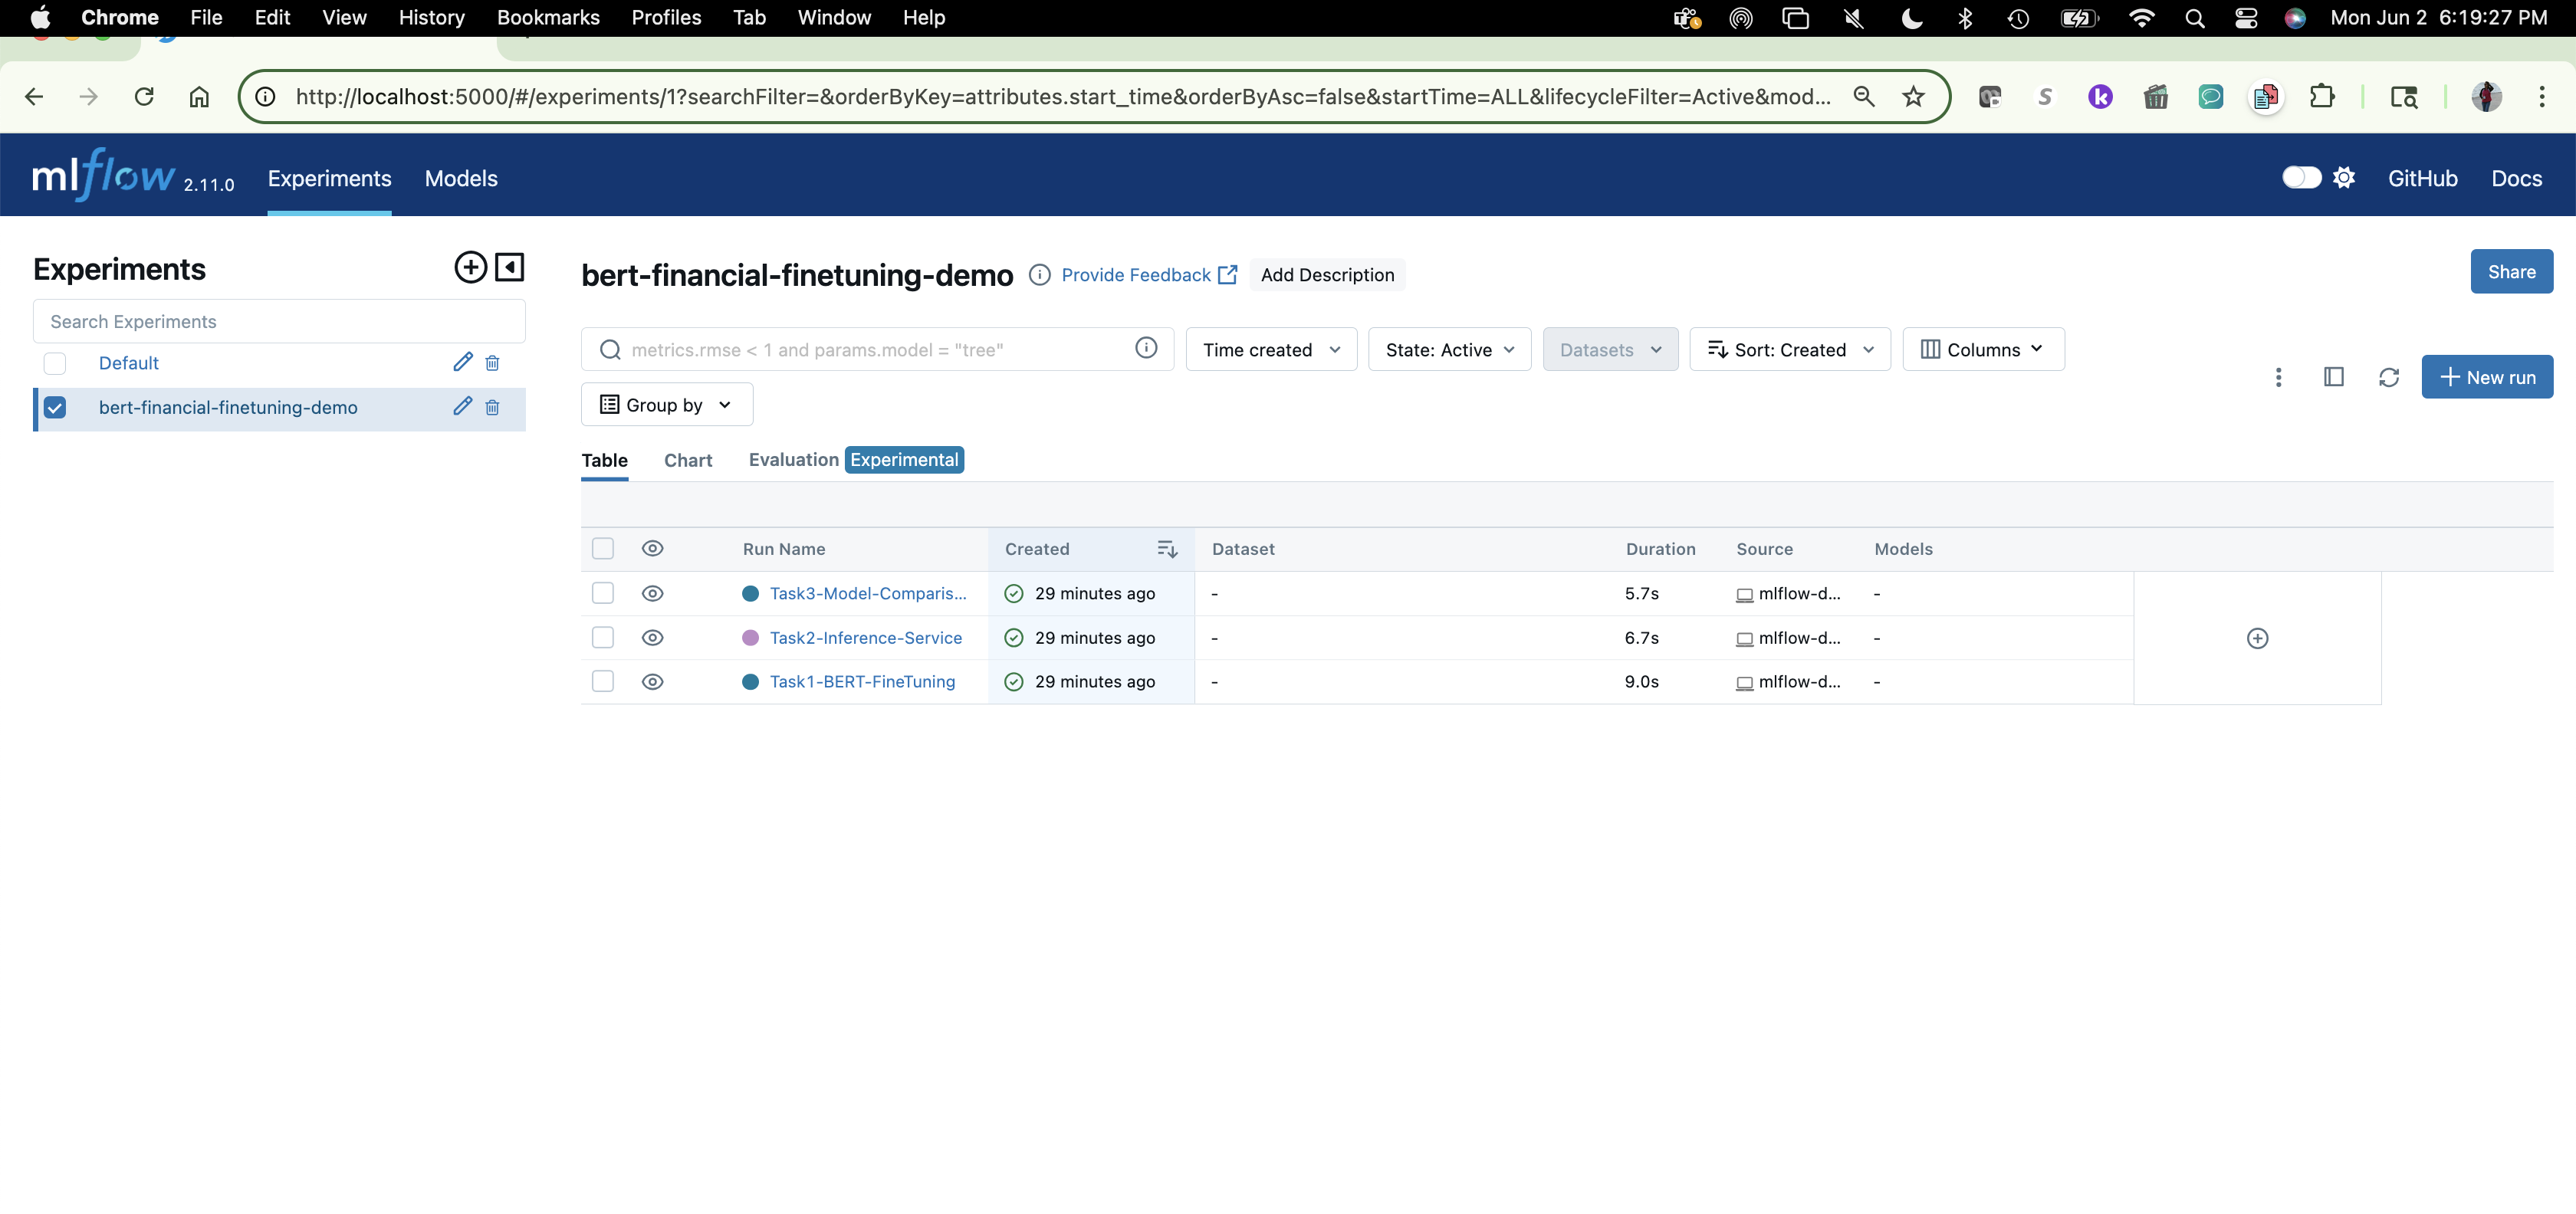 Chrome File Edit View History Bookmarks Profiles Tab Window Help Mon Jun 2 6:19:27 PM
http://localhost:5000/#/experiments/1?searchFilter=&orderByKey=attributes.start_time&orderByAsc=false&startTime=ALL&lifecycleFilter=Active&mod...
mlflow 2.11.0 Experiments Models GitHub Docs
Experiments
Search Experiments
Default
bert-financial-finetuning-demo
bert-financial-finetuning-demo Provide Feedback Add Description Share
metrics.rmse < 1 and params.model = "tree" Time created State: Active Datasets Sort: Created Columns
Group by
New run
Table Chart Evaluation Experimental
Run Name Created Dataset Duration Source Models
Task3-Model-Comparis... 29 minutes ago - 5.7s mlflow-d... -
Task2-Inference-Service 29 minutes ago - 6.7s mlflow-d... -
Task1-BERT-FineTuning 29 minutes ago - 9.0s mlflow-d... -